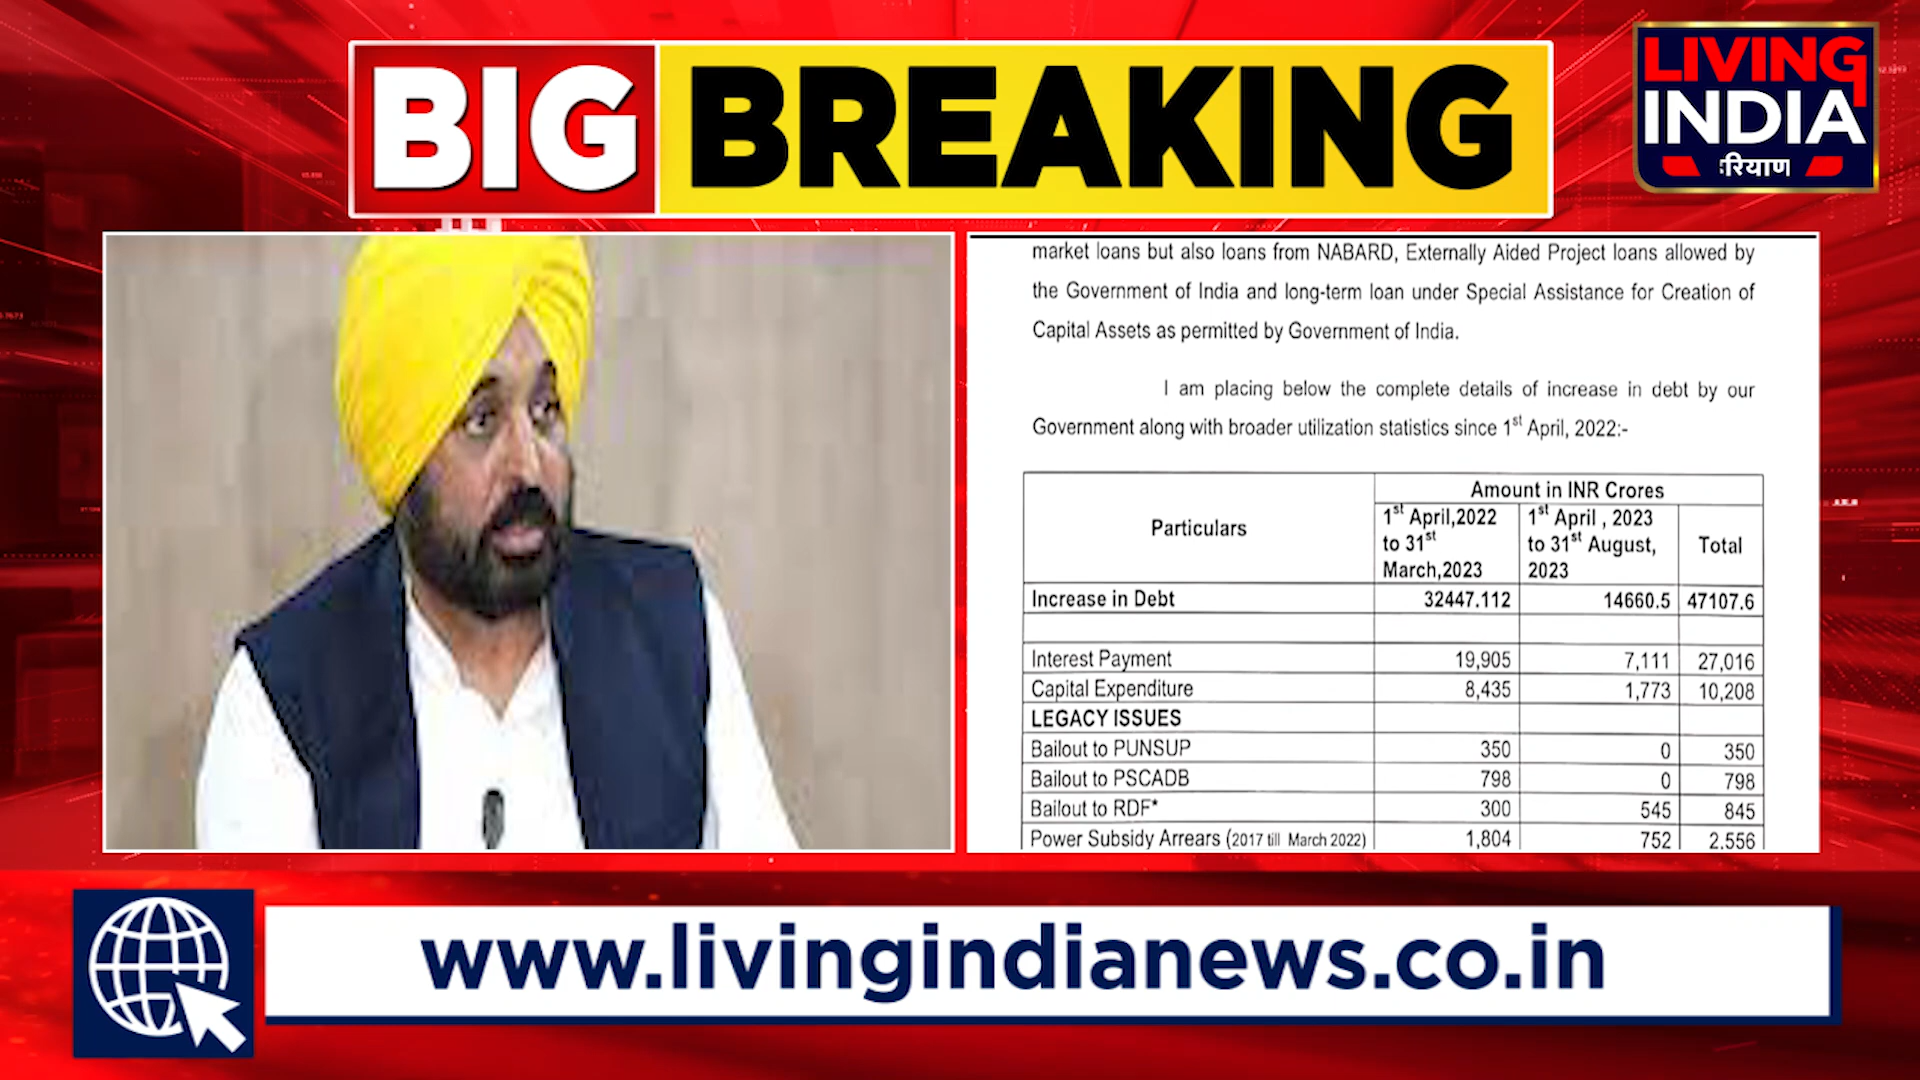 BIG BREAKING
LIVING
INDIA
market loans but also loans from NABARD, Externally Aided Project loans allowed by
the Government of India and long-term loan under Special Assistance for Creation of
Capital Assets as permitted by Government of India.
I am placing below the complete details of increase in debt by our
Government along with broader utilization statistics since 1st April, 2022:-
Particulars
Amount in INR Crores
1st April,2022 to 31st March,2023
1st April , 2023 to 31st August, 2023
Total
Increase in Debt 32447.112 14660.5 47107.6
Interest Payment 19,905 7,111 27,016
Capital Expenditure 8,435 1,773 10,208
LEGACY ISSUES
Bailout to PUNSUP 350 0 350
Bailout to PSCADB 798 0 798
Bailout to RDF* 300 545 845
Power Subsidy Arrears (2017 till March 2022) 1,804 752 2,556
www.livingindianews.co.in